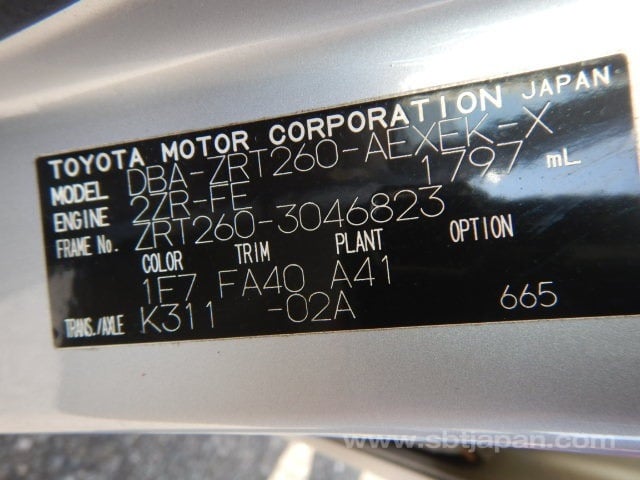 TOYOTA MOTOR CORPORATION JAPAN
MODEL DBA-ZRT260-AEXEK-X
ENGINE 2ZR-FE 1797 mL
FRAME No. ZRT260-3046823
COLOR TRIM PLANT OPTION
1F7 FA40 A41
TRANS./AXLE K311 -02A 665
www.sbtjapan.com